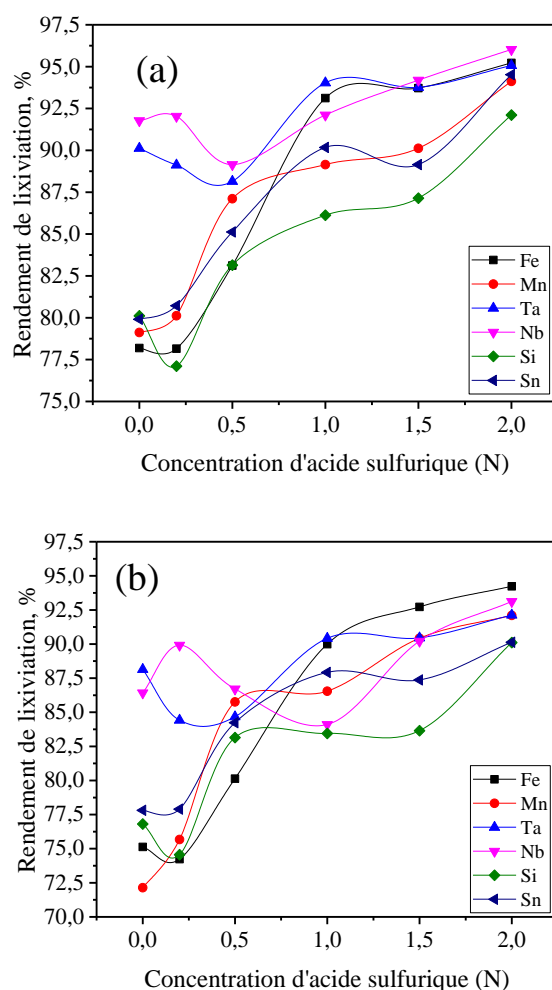 (a)
Rendement de lixiviation, %
97,5
95,0
92,5
90,0
87,5
85,0
82,5
80,0
77,5
75,0
Fe
Mn
Ta
Nb
Si
Sn
0,0 0,5 1,0 1,5 2,0
Concentration d'acide sulfurique (N)
(b)
Rendement de lixiviation, %
97,5
95,0
92,5
90,0
87,5
85,0
82,5
80,0
77,5
75,0
72,5
70,0
Fe
Mn
Ta
Nb
Si
Sn
0,0 0,5 1,0 1,5 2,0
Concentration d'acide sulfurique (N)